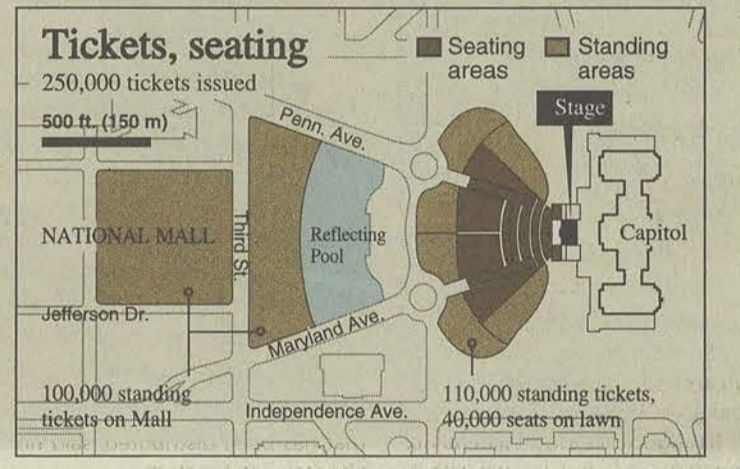 Tickets, seating
250,000 tickets issued
500 ft. (150 m)
Seating
areas
Standing
areas
Stage
Penn. Ave.
NATIONAL MALL
Third St.
Reflecting
Pool
Capitol
Jefferson Dr.
Maryland Ave.
100,000 standing
tickets on Mall
Independence Ave.
110,000 standing tickets,
40,000 seats on lawn